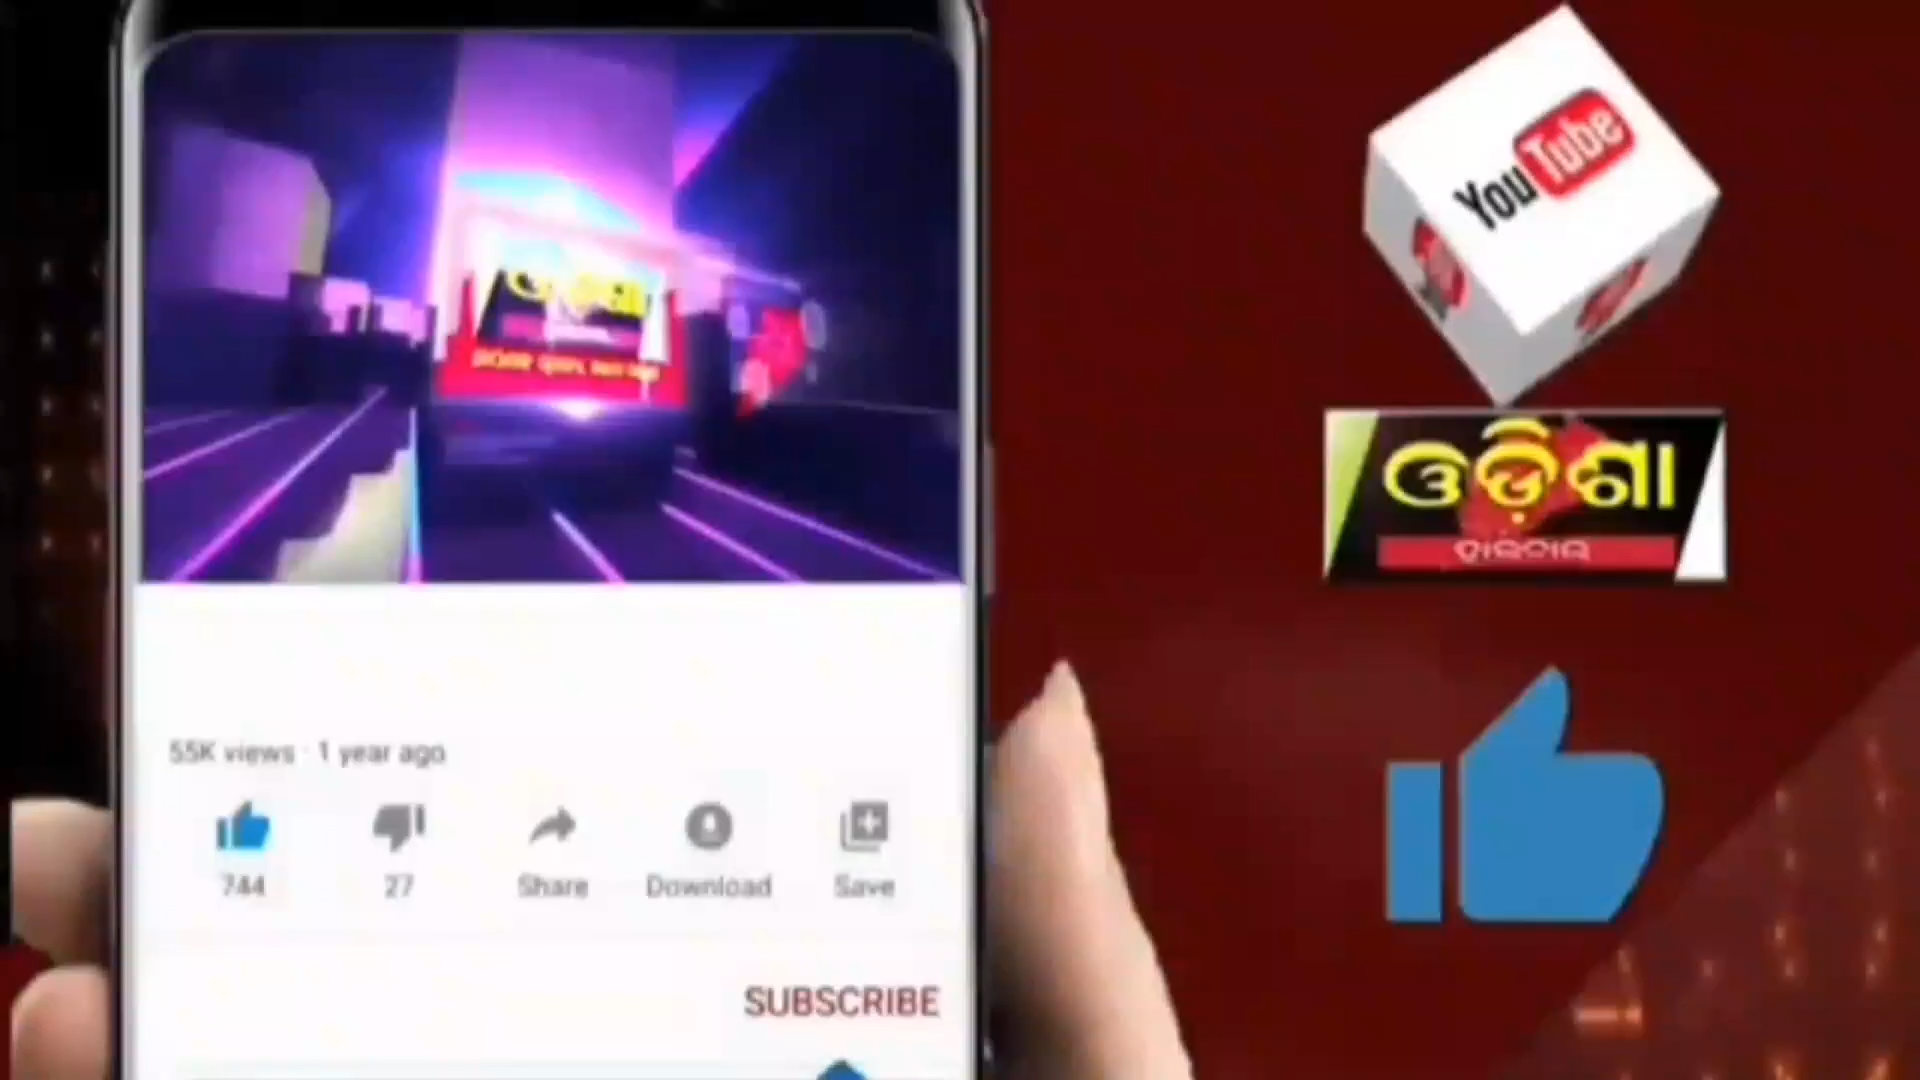 YouTube
ଓଡ଼ିଶା
55K views · 1 year ago
744
27
Share
Download
Save
SUBSCRIBE